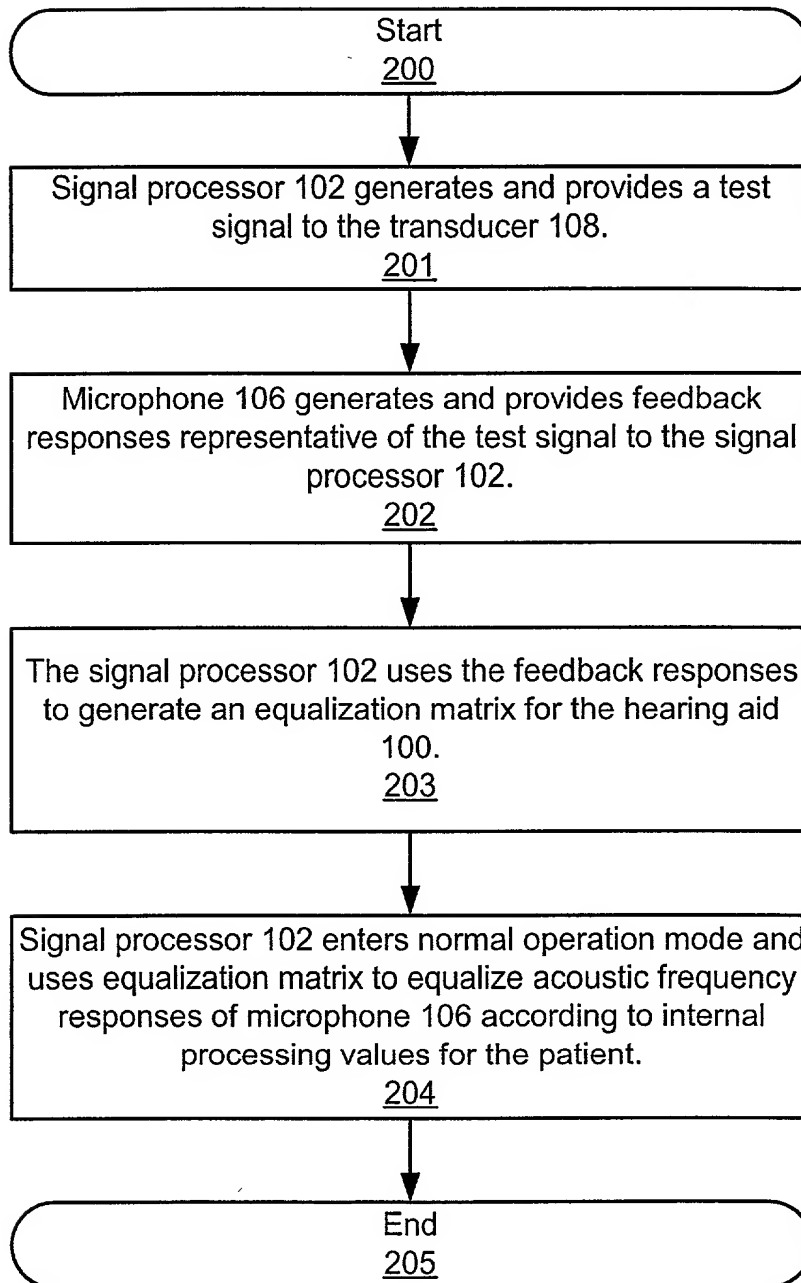 Start
200
Signal processor 102 generates and provides a test
signal to the transducer 108.
201
Microphone 106 generates and provides feedback
responses representative of the test signal to the signal
processor 102.
202
The signal processor 102 uses the feedback responses
to generate an equalization matrix for the hearing aid
100.
203
Signal processor 102 enters normal operation mode and
uses equalization matrix to equalize acoustic frequency
responses of microphone 106 according to internal
processing values for the patient.
204
End
205